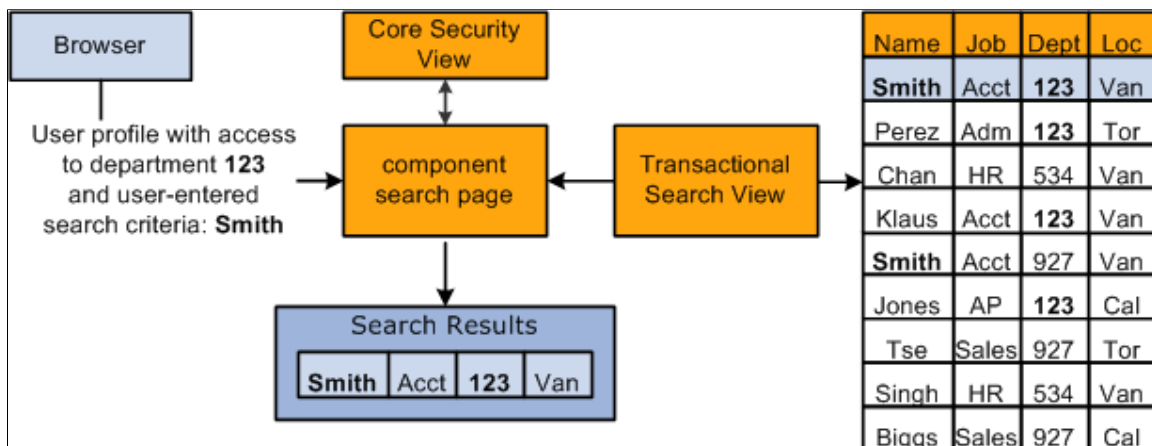 Browser
User profile with access
to department 123
and user-entered
search criteria: Smith
Core Security
View
component
search page
Transactional
Search View
Search Results
Smith Acct 123 Van
Name Job Dept Loc
Smith Acct 123 Van
Perez Adm 123 Tor
Chan HR 534 Van
Klaus Acct 123 Van
Smith Acct 927 Van
Jones AP 123 Cal
Tse Sales 927 Tor
Singh HR 534 Van
Biggs Sales 927 Cal